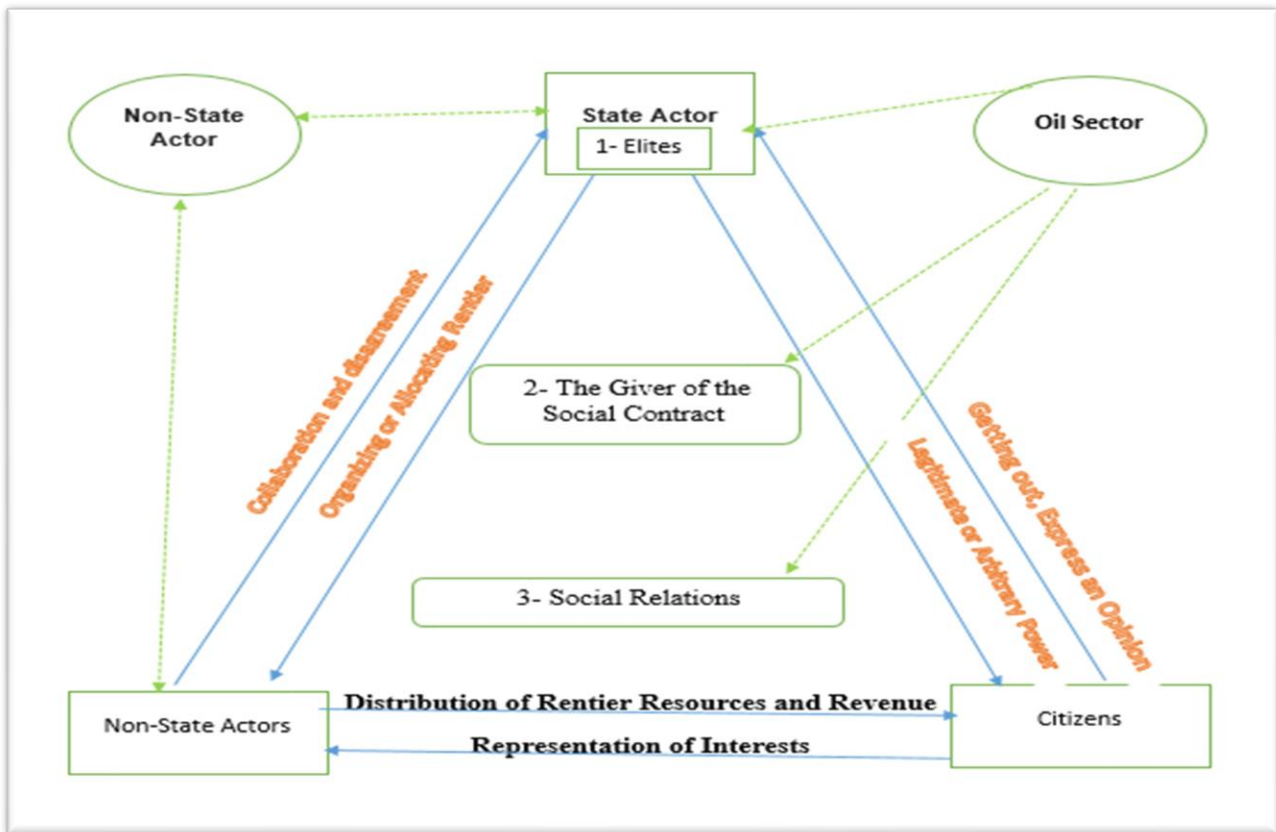 Non-State
Actor
State Actor
1- Elites
Oil Sector
Collaboration and disagreement
Organizing or Allocating Rentier
2- The Giver of the
Social Contract
Getting out, Express an Opinion
Legitimate or Arbitrary Power
3- Social Relations
Non-State Actors
Distribution of Rentier Resources and Revenue
Representation of Interests
Citizens